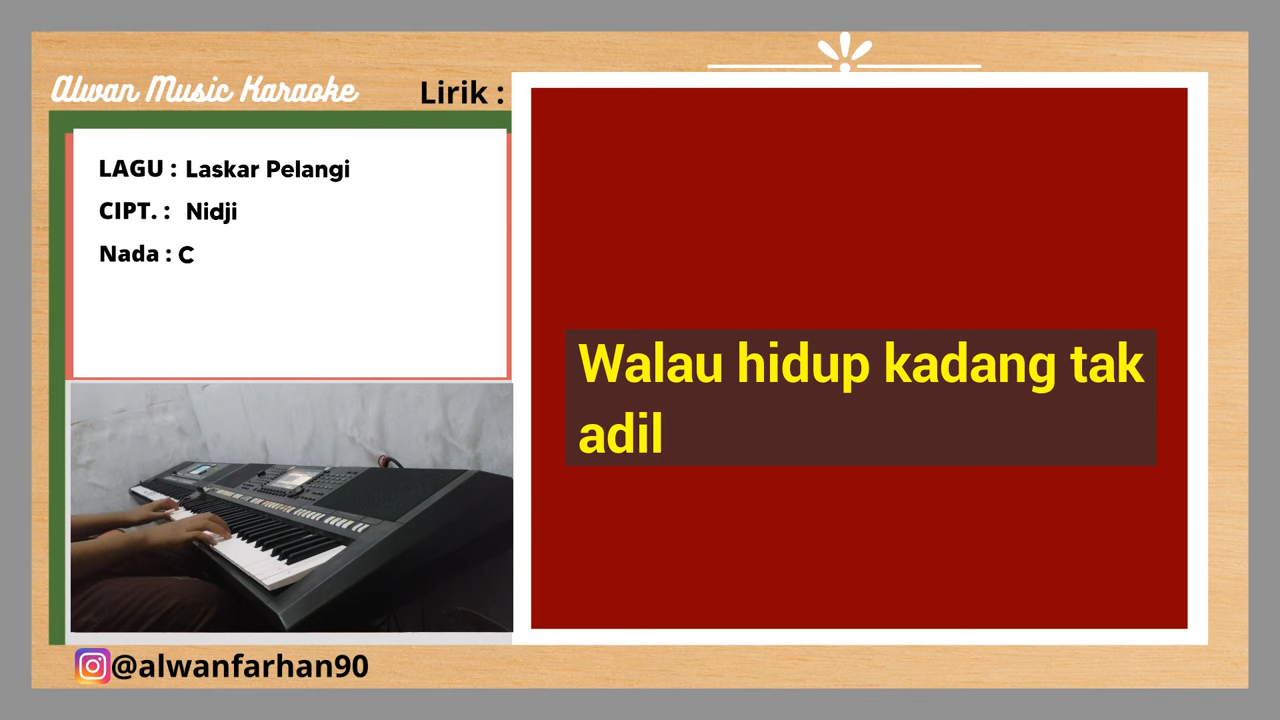 Alwan Music Karaoke
Lirik :
LAGU : Laskar Pelangi
CIPT. : Nidji
Nada : C
Walau hidup kadang tak
adil
@alwanfarhan90